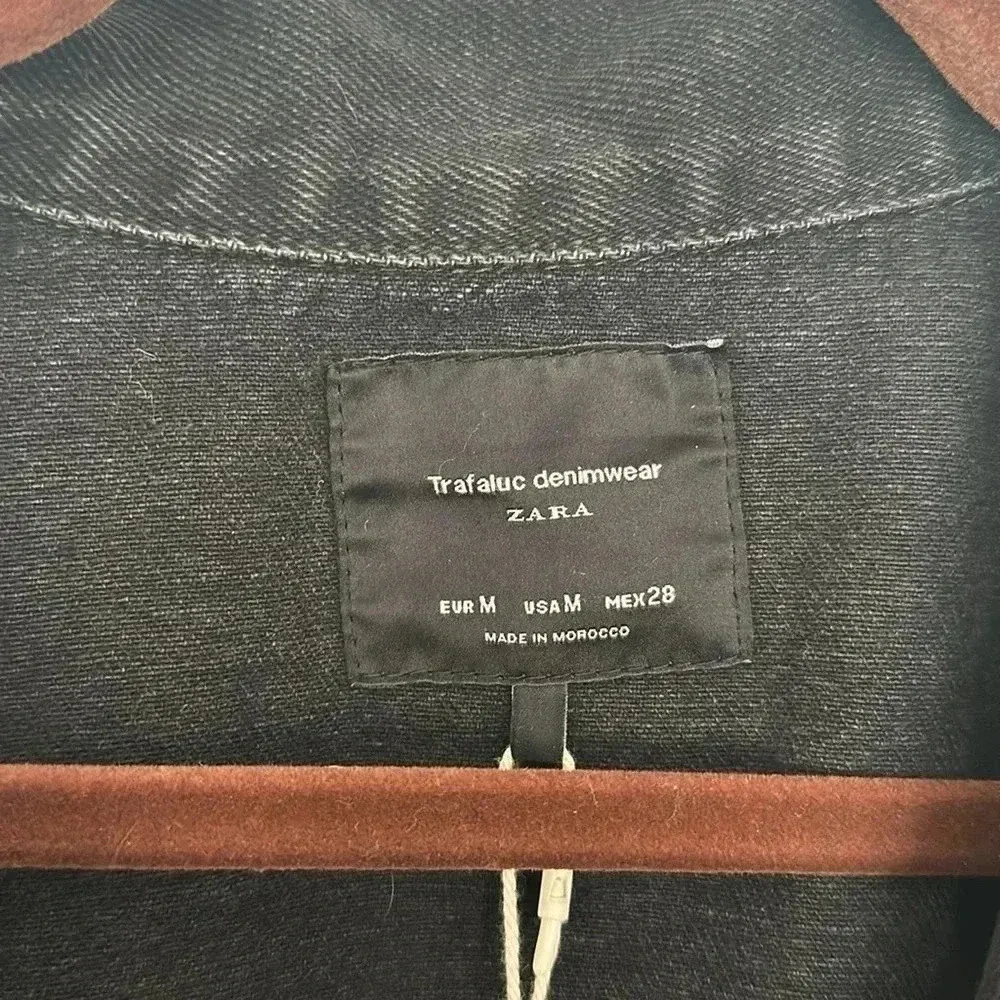 Trafaluc denimwear
ZARA
EUR M USA M MEX 28
MADE IN MOROCCO